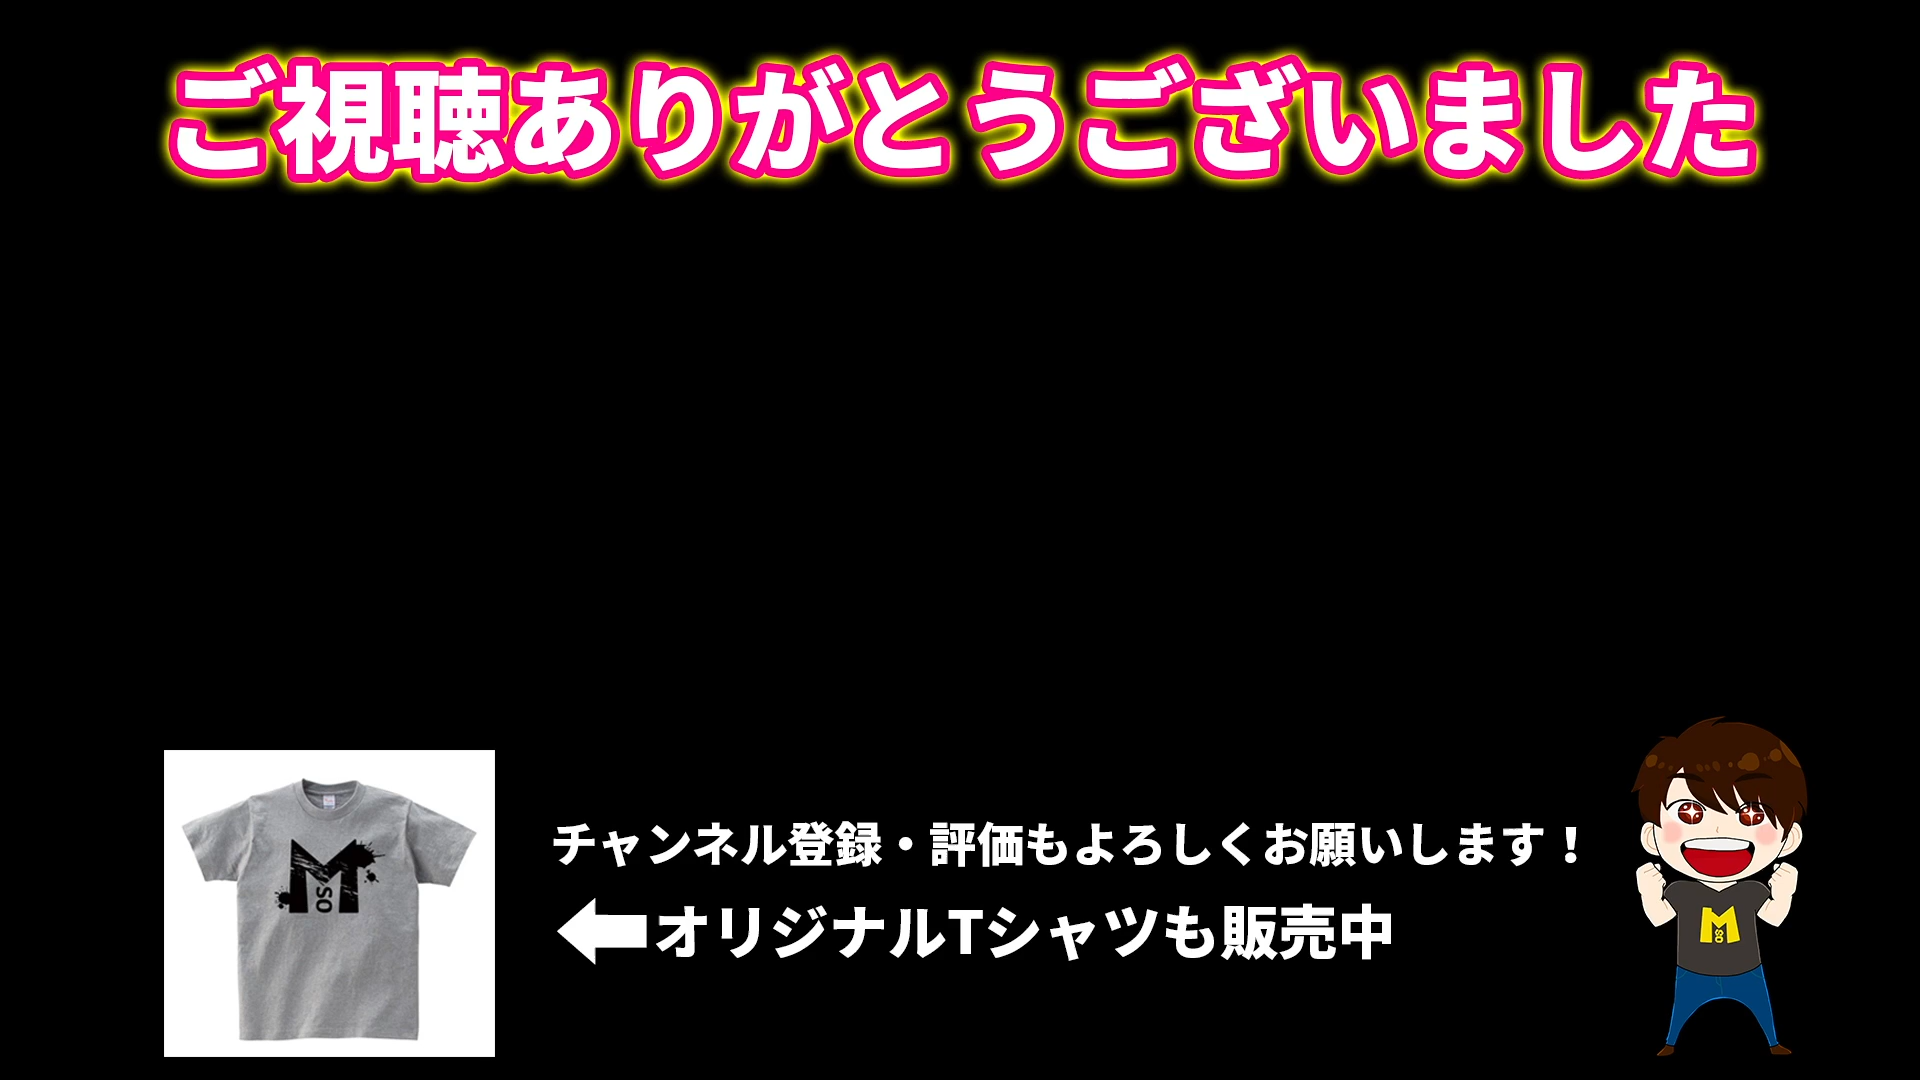 ご視聴ありがとうございました
チャンネル登録・評価もよろしくお願いします！
⬅オリジナルTシャツも販売中
M
SO
M
SO